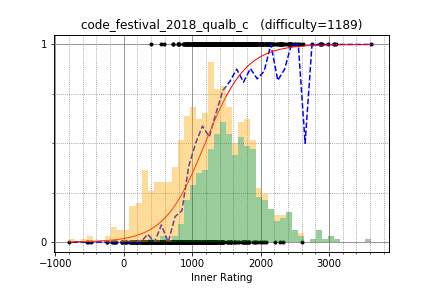 code_festival_2018_qualb_c (difficulty=1189)
1
0
−1000 0 1000 2000 3000
Inner Rating